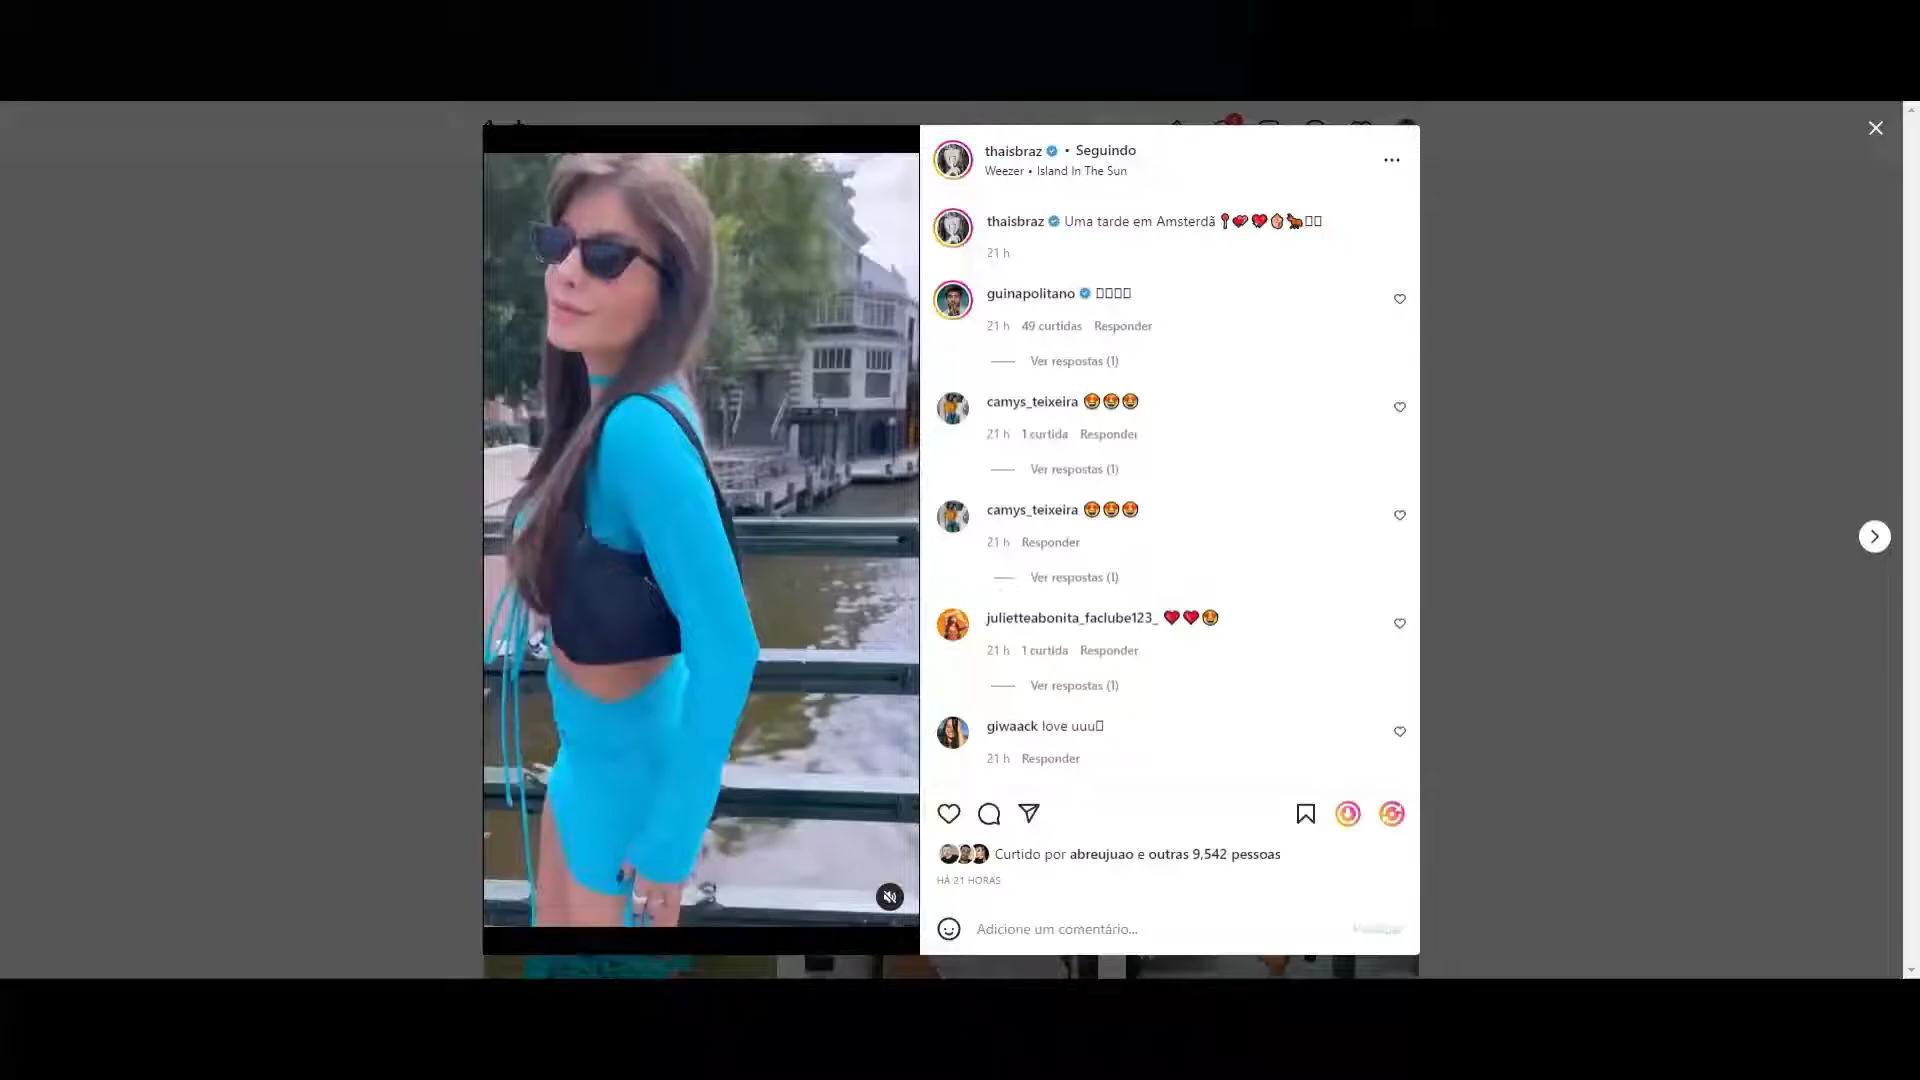 thaisbraz • Seguindo
Weezer • Island In The Sun
thaisbraz Uma tarde em Amsterdã
21 h
guinapolitano
21 h 49 curtidas Responder
Ver respostas (1)
camys_teixeira 🤩🤩🤩
21 h 1 curtida Responder
Ver respostas (1)
camys_teixeira 🤩🤩🤩
21 h Responder
Ver respostas (1)
julietteabonita_faclube123_ ❤️❤️🤩
21 h 1 curtida Responder
Ver respostas (1)
giwaack love uuu
21 h Responder
Curtido por abreujuao e outras 9,542 pessoas
HÁ 21 HORAS
Adicione um comentário...